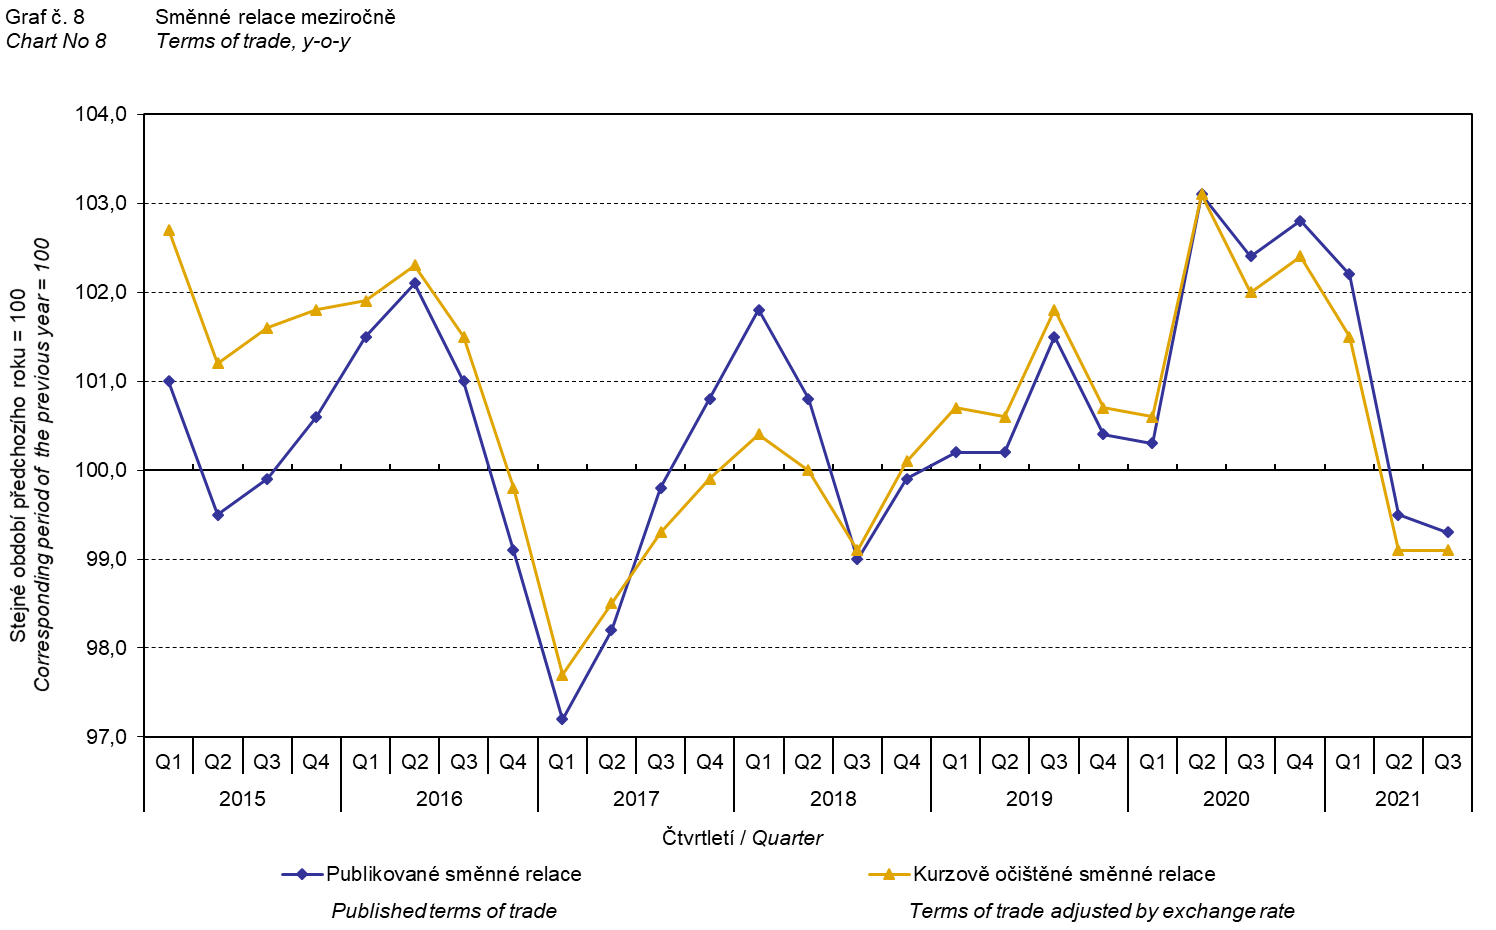 Graf č. 8 Směnné relace meziročně
Chart No 8 Terms of trade, y-o-y
Stejné období předchozího roku = 100
Corresponding period of the previous year = 100
104,0
103,0
102,0
101,0
100,0
99,0
98,0
97,0
Q1 Q2 Q3 Q4 Q1 Q2 Q3 Q4 Q1 Q2 Q3 Q4 Q1 Q2 Q3 Q4 Q1 Q2 Q3 Q4 Q1 Q2 Q3 Q4 Q1 Q2 Q3
2015 2016 2017 2018 2019 2020 2021
Čtvrtletí / Quarter
Publikované směnné relace Kurzově očištěné směnné relace
Published terms of trade Terms of trade adjusted by exchange rate